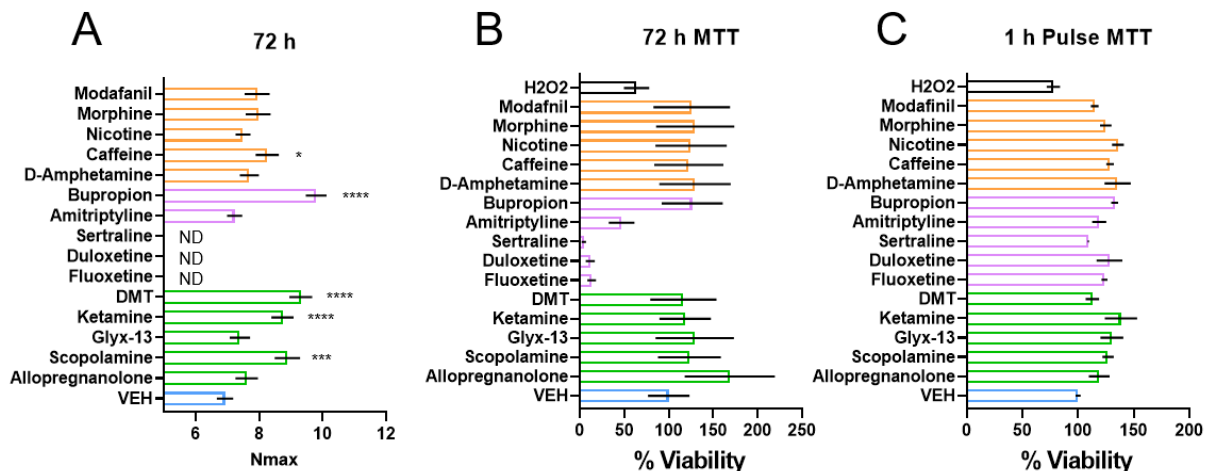 A
72 h
Modafanil
Morphine
Nicotine
Caffeine
*
D-Amphetamine
Bupropion
****
Amitriptyline
Sertraline
ND
Duloxetine
ND
Fluoxetine
ND
DMT
****
Ketamine
****
Glyx-13
Scopolamine
***
Allopregnanolone
VEH
6 8 10 12
Nmax
B
72 h MTT
H2O2
Modafnil
Morphine
Nicotine
Caffeine
D-Amphetamine
Bupropion
Amitriptyline
Sertraline
Duloxetine
Fluoxetine
DMT
Ketamine
Glyx-13
Scopolamine
Allopregnanolone
VEH
0 50 100 150 200 250
% Viability
C
1 h Pulse MTT
H2O2
Modafinil
Morphine
Nicotine
Caffeine
D-Amphetamine
Bupropion
Amitriptyline
Sertraline
Duloxetine
Fluoxetine
DMT
Ketamine
Glyx-13
Scopolamine
Allopregnanolone
VEH
0 50 100 150 200
% Viability